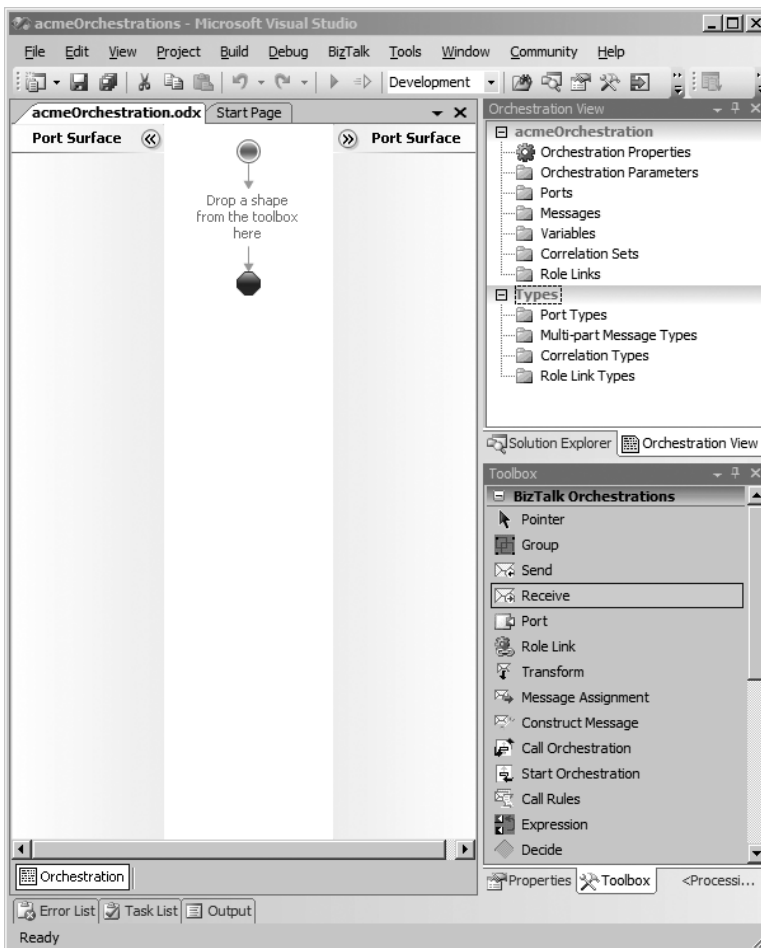 acmeOrchestrations - Microsoft Visual Studio
File Edit View Project Build Debug BizTalk Tools Window Community Help
Development
acmeOrchestration.odx Start Page
Port Surface
Port Surface
Drop a shape
from the toolbox
here
Orchestration
Orchestration View
acmeOrchestration
Orchestration Properties
Orchestration Parameters
Ports
Messages
Variables
Correlation Sets
Role Links
Types
Port Types
Multi-part Message Types
Correlation Types
Role Link Types
Solution Explorer Orchestration View
Toolbox
BizTalk Orchestrations
Pointer
Group
Send
Receive
Port
Role Link
Transform
Message Assignment
Construct Message
Call Orchestration
Start Orchestration
Call Rules
Expression
Decide
Properties Toolbox <Processi...
Error List Task List Output
Ready